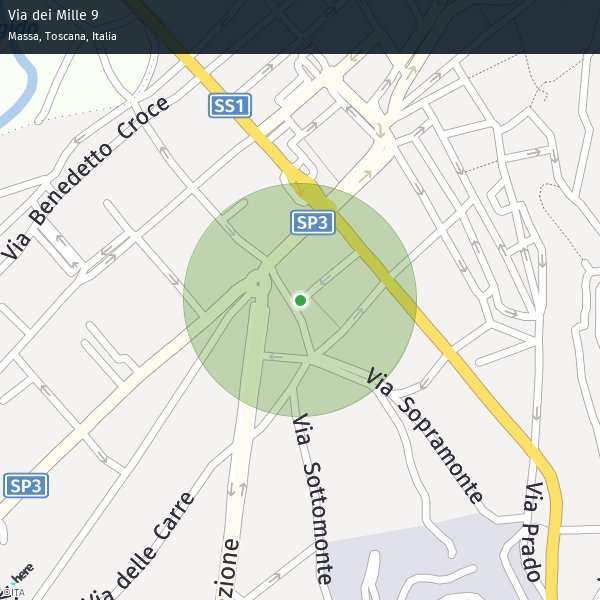 Via dei Mille 9
Massa, Toscana, Italia
SS1
Via Benedetto Croce
SP3
Via Sopramonte
SP3
Via Sottomonte
Via Prado
Via delle Carre
zione
here
©ITA